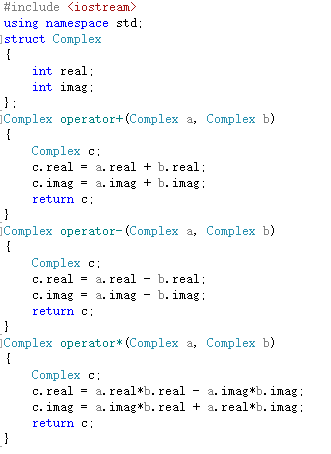 #include <iostream>
using namespace std;
struct Complex
{
    int real;
    int imag;
};
Complex operator+(Complex a, Complex b)
{
    Complex c;
    c.real = a.real + b.real;
    c.imag = a.imag + b.imag;
    return c;
}
Complex operator-(Complex a, Complex b)
{
    Complex c;
    c.real = a.real - b.real;
    c.imag = a.imag - b.imag;
    return c;
}
Complex operator*(Complex a, Complex b)
{
    Complex c;
    c.real = a.real*b.real - a.imag*b.imag;
    c.imag = a.imag*b.real + a.real*b.imag;
    return c;
}